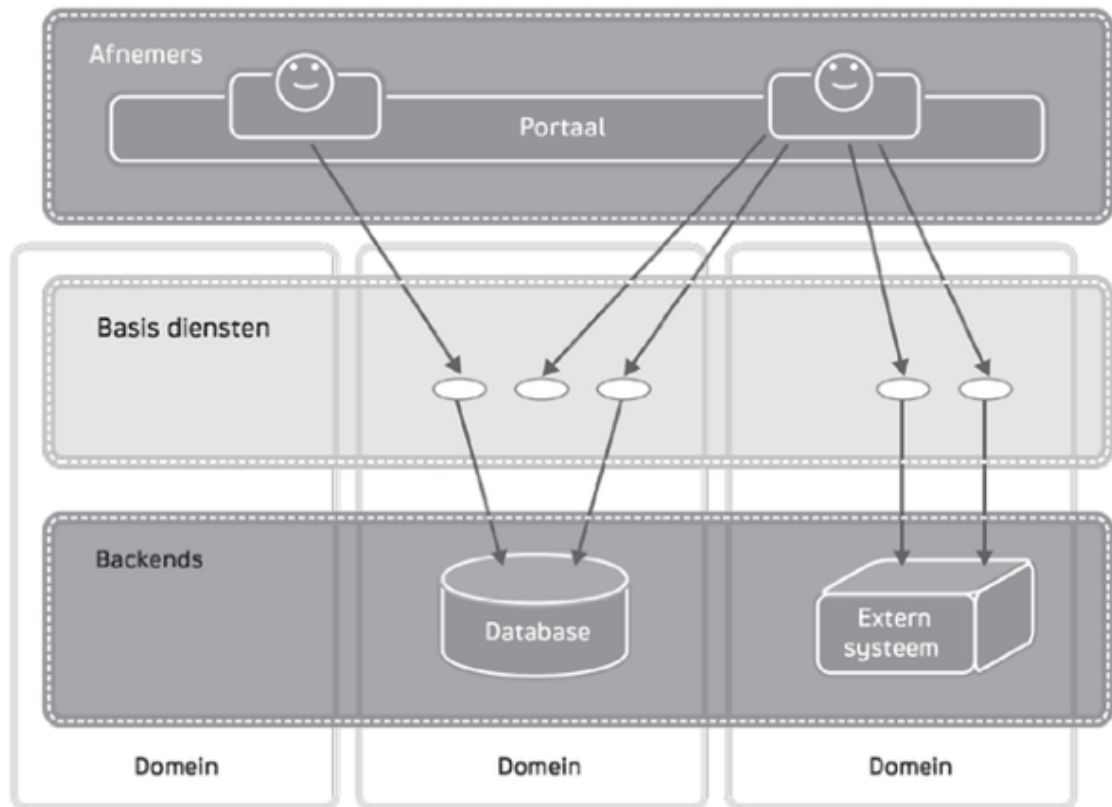 Afnemers
Portaal
Basis diensten
Backends
Database
Extern
systeem
Domein
Domein
Domein